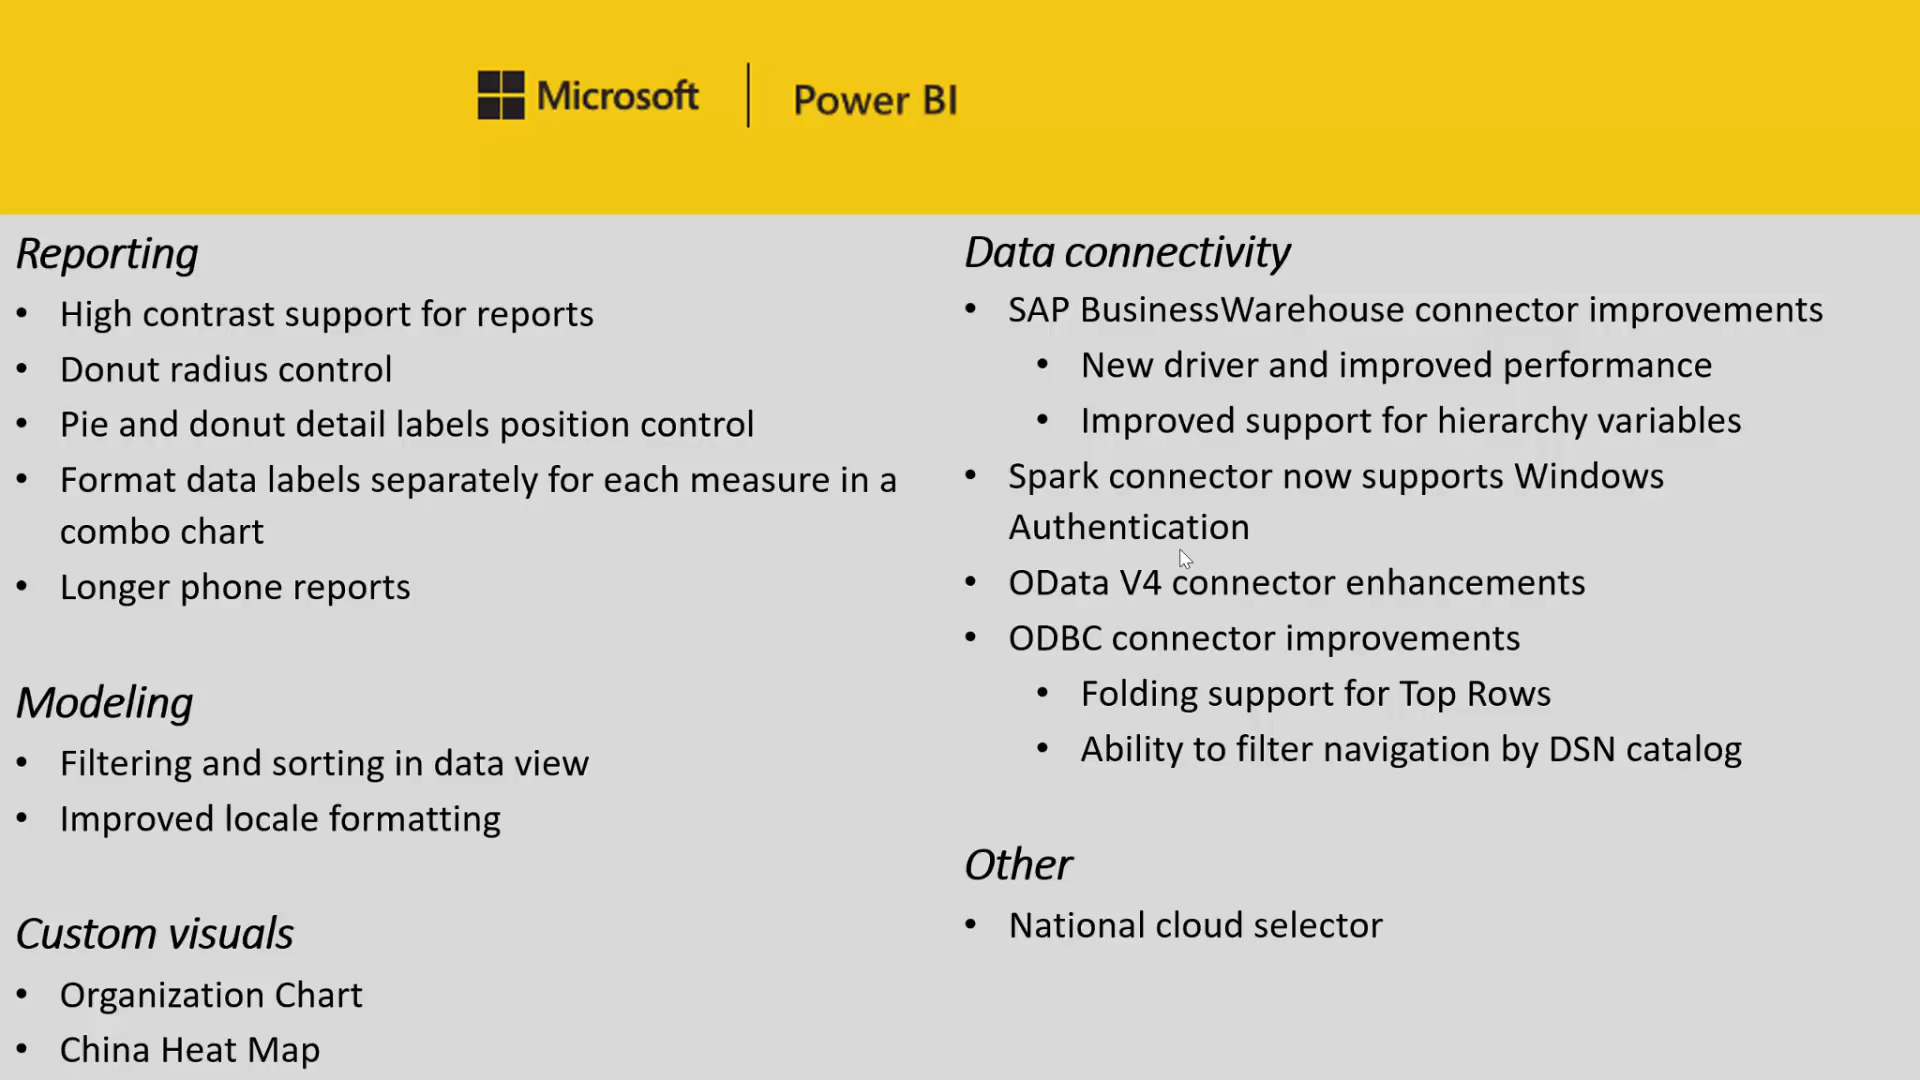 Microsoft | Power BI
Reporting
• High contrast support for reports
• Donut radius control
• Pie and donut detail labels position control
• Format data labels separately for each measure in a
combo chart
• Longer phone reports
Modeling
• Filtering and sorting in data view
• Improved locale formatting
Custom visuals
• Organization Chart
• China Heat Map
Data connectivity
• SAP BusinessWarehouse connector improvements
• New driver and improved performance
• Improved support for hierarchy variables
• Spark connector now supports Windows
Authentication
• OData V4 connector enhancements
• ODBC connector improvements
• Folding support for Top Rows
• Ability to filter navigation by DSN catalog
Other
• National cloud selector